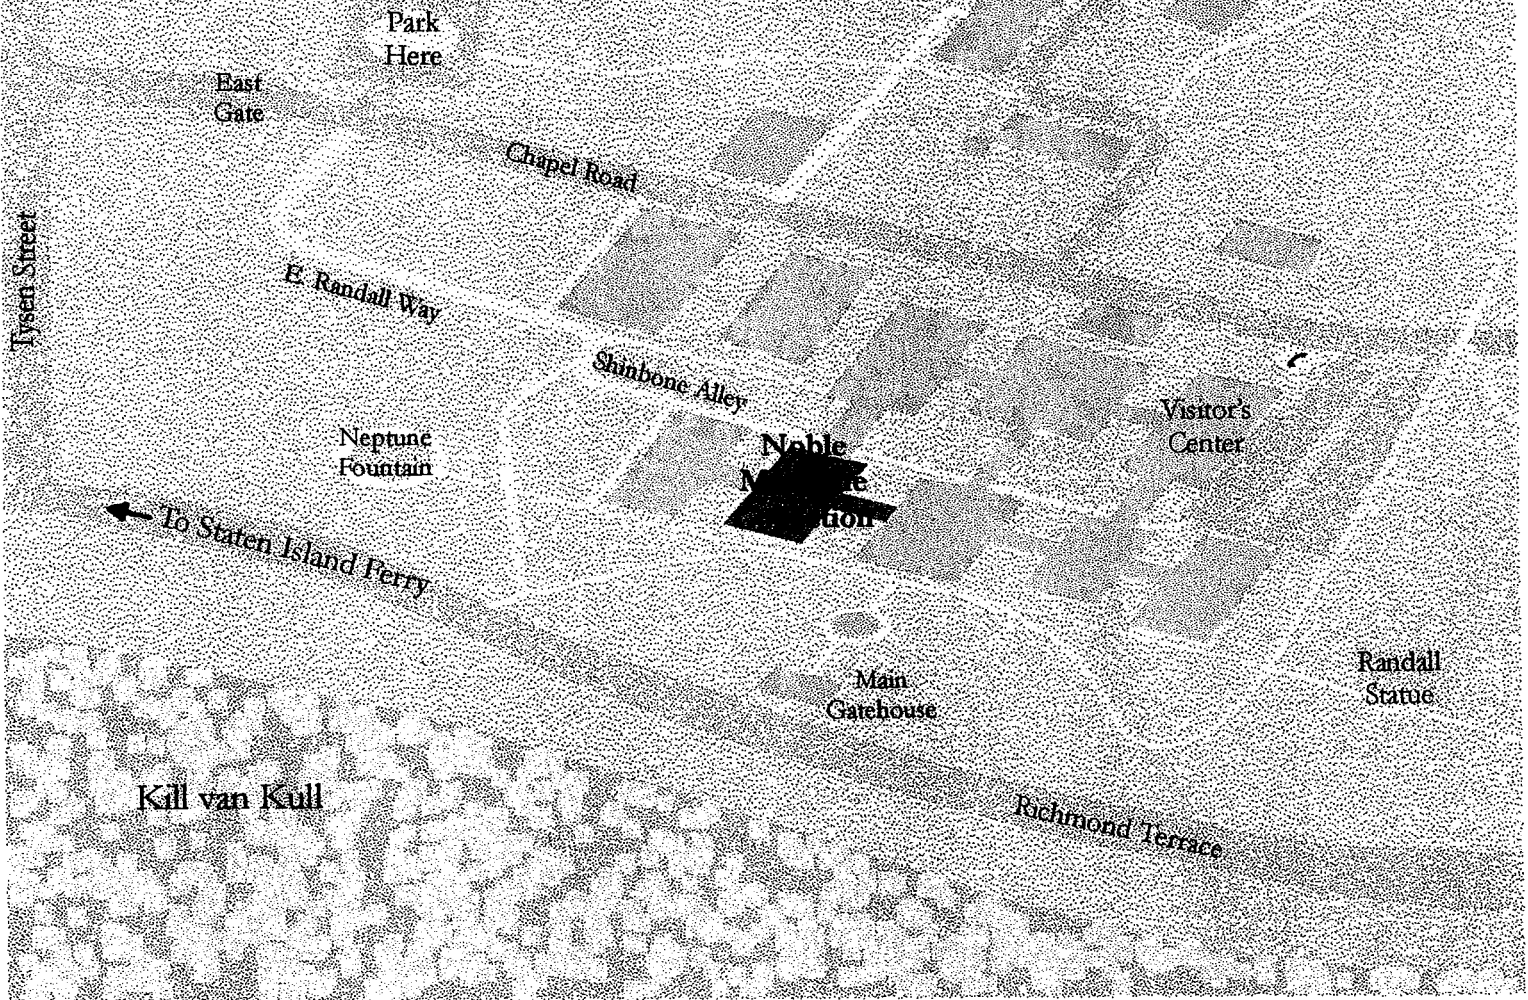 Park
Here
East
Gate
Chapel Road
Tysen Street
E. Randall Way
Shinbone Alley
Visitor's
Center
Neptune
Fountain
Noble
To Staten Island Ferry
Randall
Statue
Main
Gatehouse
Kill van Kull
Richmond Terrace